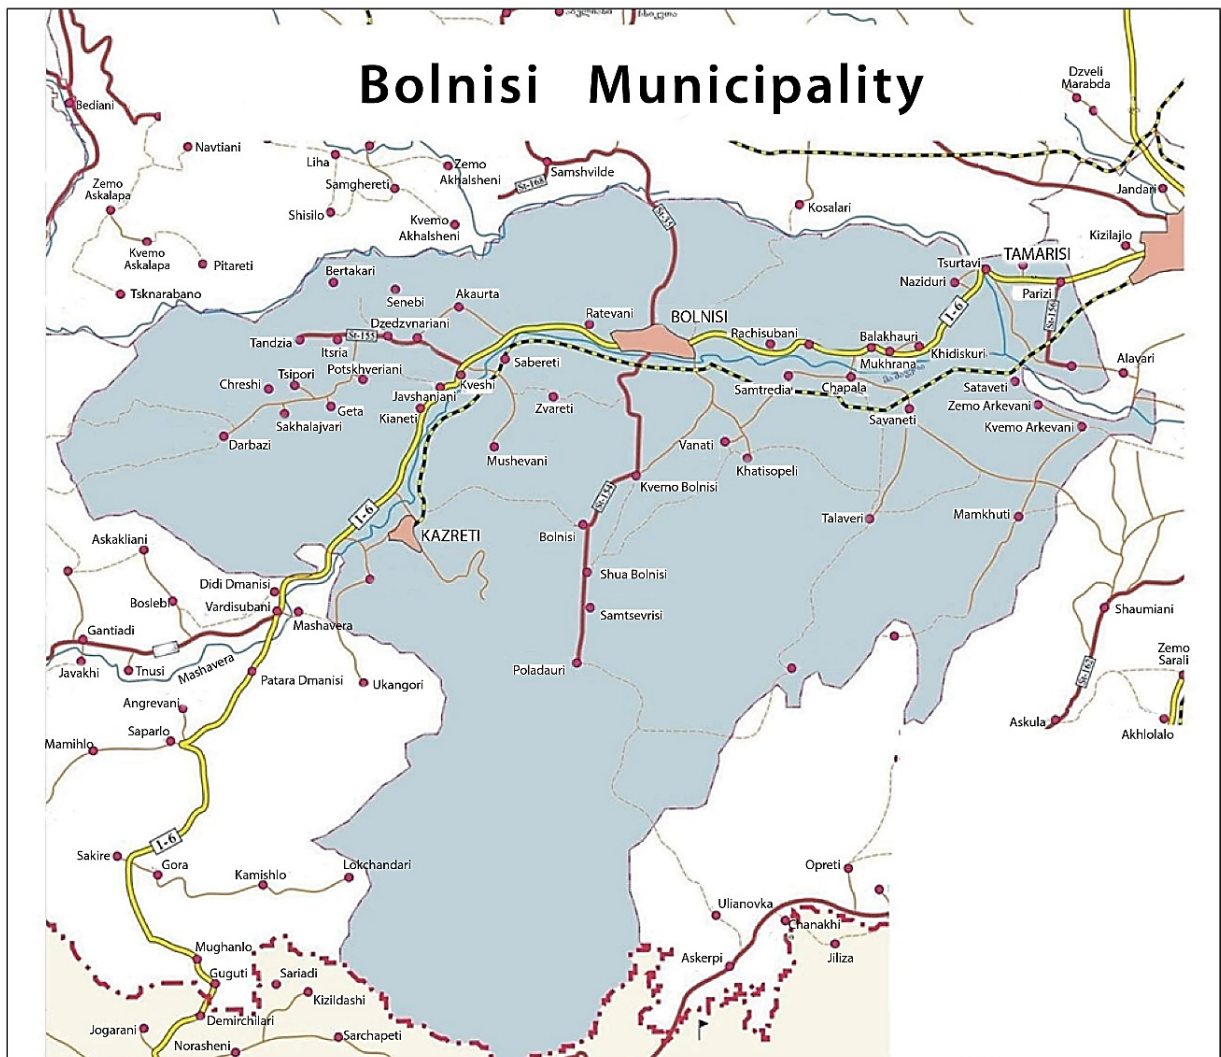 Bolnisi Municipality
Dzveli
Marabda
Bediani
Navtiani
Liha
Zemo
Akhalsheni
Samshvilde
St-168
Samghereti
Zemo
Askalapa
Jandari
Shisilo
Kvemo
Akhalsheni
St-35
Kosalari
Kizilajlo
Kvemo
Askalapa
Pitareti
Tsurtavi
TAMARISI
Bertakari
Naziduri
Tsknarabano
Senebi
Akaurta
Parizi
I-6
St-156
Ratevani
BOLNISI
Dzedzvnariani
St-155
Tandzia
Itsria
Rachisubani
Balakhauri
Khidiskuri
Mukhrana
Alavari
Potskhveriani
Sabereti
Tsipori
Chreshi
Kveshi
Javshaniani
Samtredia
Chapala
Sataveti
Geta
Zvareti
Zemo Arkevani
Kianeti
Sakhalajvari
Savaneti
Kvemo Arkevani
Darbazi
Mushevani
Vanati
Khatisopeli
Kvemo Bolnisi
St-154
I-6
Talaveri
Mamkhuti
Askakliani
KAZRETI
Bolnisi
Shua Bolnisi
Didi Dmanisi
Boslebi
Vardisubani
Samtsevrisi
Shaumiani
Mashavera
Gantiadi
Zemo
Sarali
Javakhi
Tnusi
Mashavera
Poladauri
St-162
Patara Dmanisi
Ukangori
Angrevani
Askula
Akhlolalo
Saparlo
Mamihlo
I-6
Sakire
Gora
Kamishlo
Lokchandari
Opreti
Ulianovka
Chanakhi
Mughanlo
Askerpi
Jiliza
Guguti
Sariadi
Kizildashi
Demirchilari
Jogarani
Sarchapeti
Norasheni